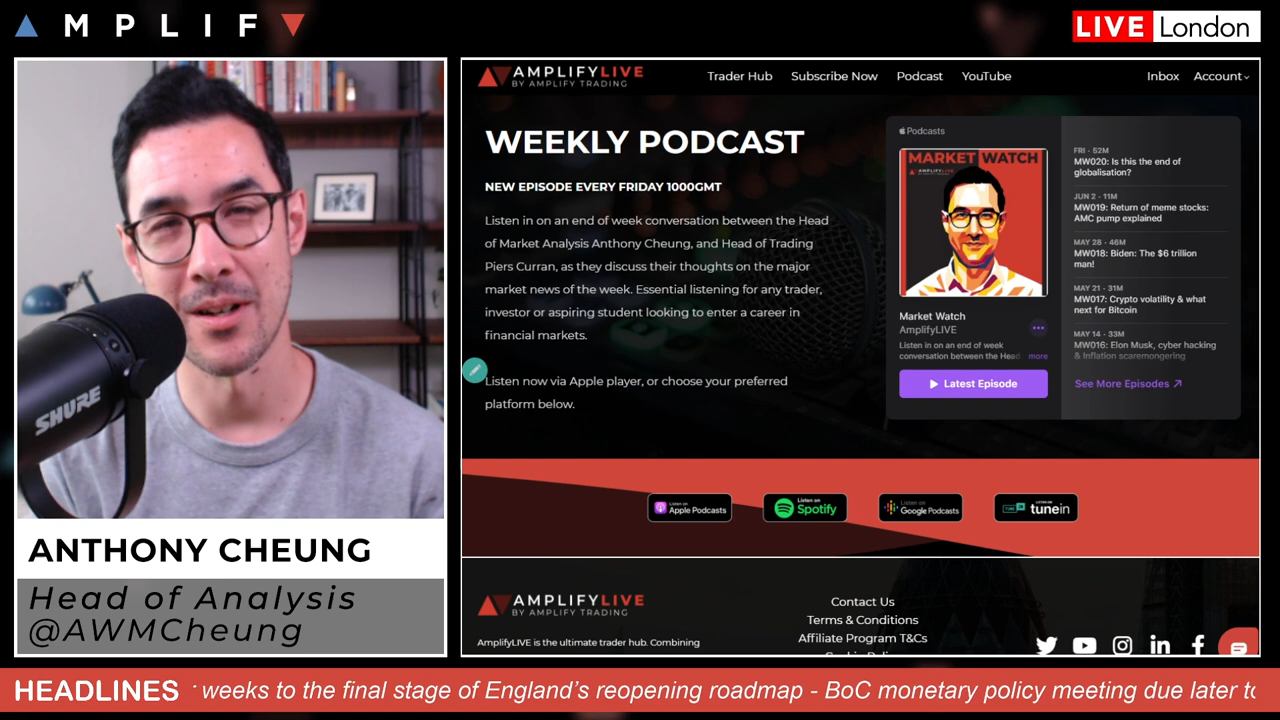 AMPLIFY
LIVE London
SHURE
ANTHONY CHEUNG
Head of Analysis
@AWMCheung
AMPLIFYLIVE
BY AMPLIFY TRADING
Trader Hub Subscribe Now Podcast YouTube Inbox Account
WEEKLY PODCAST
NEW EPISODE EVERY FRIDAY 1000GMT
Listen in on an end of week conversation between the Head
of Market Analysis Anthony Cheung, and Head of Trading
Piers Curran, as they discuss their thoughts on the major
market news of the week. Essential listening for any trader,
investor or aspiring student looking to enter a career in
financial markets.
Listen now via Apple player, or choose your preferred
platform below.
Podcasts
MARKET WATCH
Market Watch
AmplifyLIVE
Listen in on an end of week
conversation between the Head more
Latest Episode
FRI · 52M
MW020: Is this the end of
globalisation?
JUN 2 · 11M
MW019: Return of meme stocks:
AMC pump explained
MAY 28 · 46M
MW018: Biden: The $6 trillion
man!
MAY 21 · 31M
MW017: Crypto volatility & what
next for Bitcoin
MAY 14 · 33M
MW016: Elon Musk, cyber hacking
& Inflation scaremongering
See More Episodes
Listen on
Apple Podcasts
Listen on
Spotify
Listen on
Google Podcasts
LISTEN ON
tunein
AMPLIFYLIVE
BY AMPLIFY TRADING
AmplifyLIVE is the ultimate trader hub. Combining
Contact Us
Terms & Conditions
Affiliate Program T&Cs
HEADLINES weeks to the final stage of England's reopening roadmap - BoC monetary policy meeting due later to